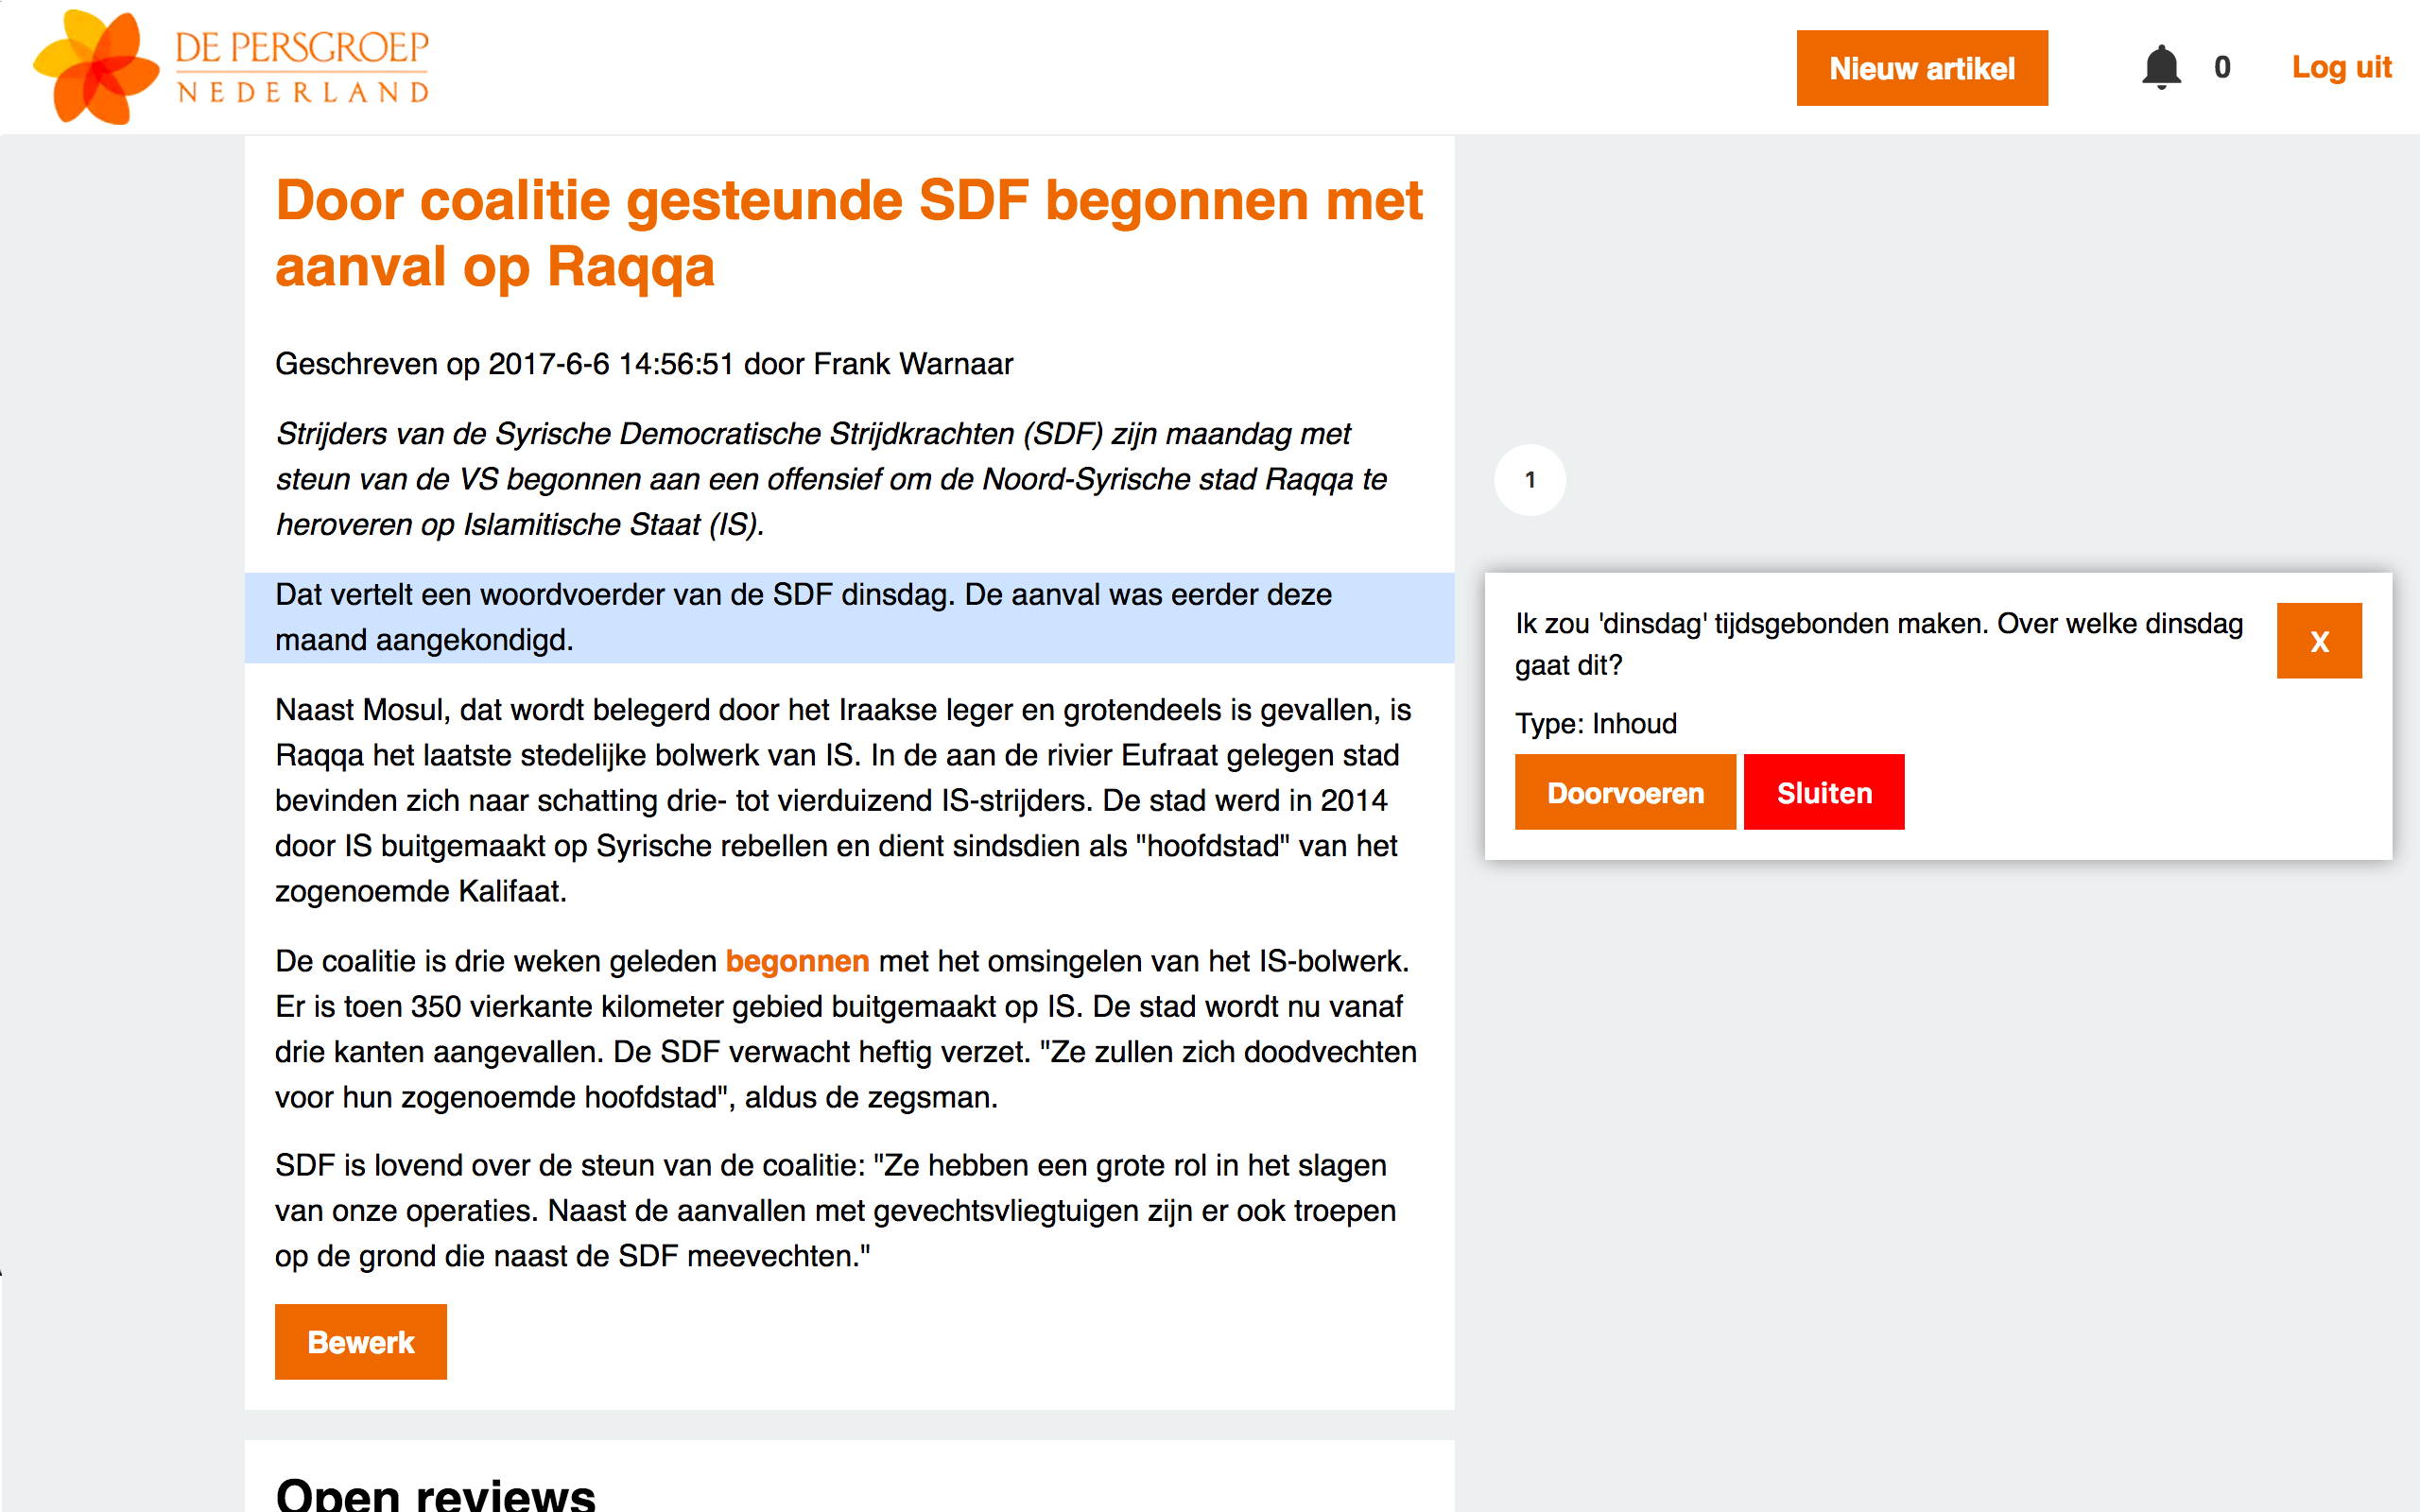 DE PERSGROEP
NEDERLAND
Nieuw artikel
0
Log uit
Door coalitie gesteunde SDF begonnen met
aanval op Raqqa
Geschreven op 2017-6-6 14:56:51 door Frank Warnaar
Strijders van de Syrische Democratische Strijdkrachten (SDF) zijn maandag met
steun van de VS begonnen aan een offensief om de Noord-Syrische stad Raqqa te
heroveren op Islamitische Staat (IS).
1
Dat vertelt een woordvoerder van de SDF dinsdag. De aanval was eerder deze
maand aangekondigd.
Ik zou 'dinsdag' tijdsgebonden maken. Over welke dinsdag
gaat dit?
X
Type: Inhoud
Doorvoeren
Sluiten
Naast Mosul, dat wordt belegerd door het Iraakse leger en grotendeels is gevallen, is
Raqqa het laatste stedelijke bolwerk van IS. In de aan de rivier Eufraat gelegen stad
bevinden zich naar schatting drie- tot vierduizend IS-strijders. De stad werd in 2014
door IS buitgemaakt op Syrische rebellen en dient sindsdien als "hoofdstad" van het
zogenoemde Kalifaat.
De coalitie is drie weken geleden begonnen met het omsingelen van het IS-bolwerk.
Er is toen 350 vierkante kilometer gebied buitgemaakt op IS. De stad wordt nu vanaf
drie kanten aangevallen. De SDF verwacht heftig verzet. "Ze zullen zich doodvechten
voor hun zogenoemde hoofdstad", aldus de zegsman.
SDF is lovend over de steun van de coalitie: "Ze hebben een grote rol in het slagen
van onze operaties. Naast de aanvallen met gevechtsvliegtuigen zijn er ook troepen
op de grond die naast de SDF meevechten."
Bewerk
Open reviews